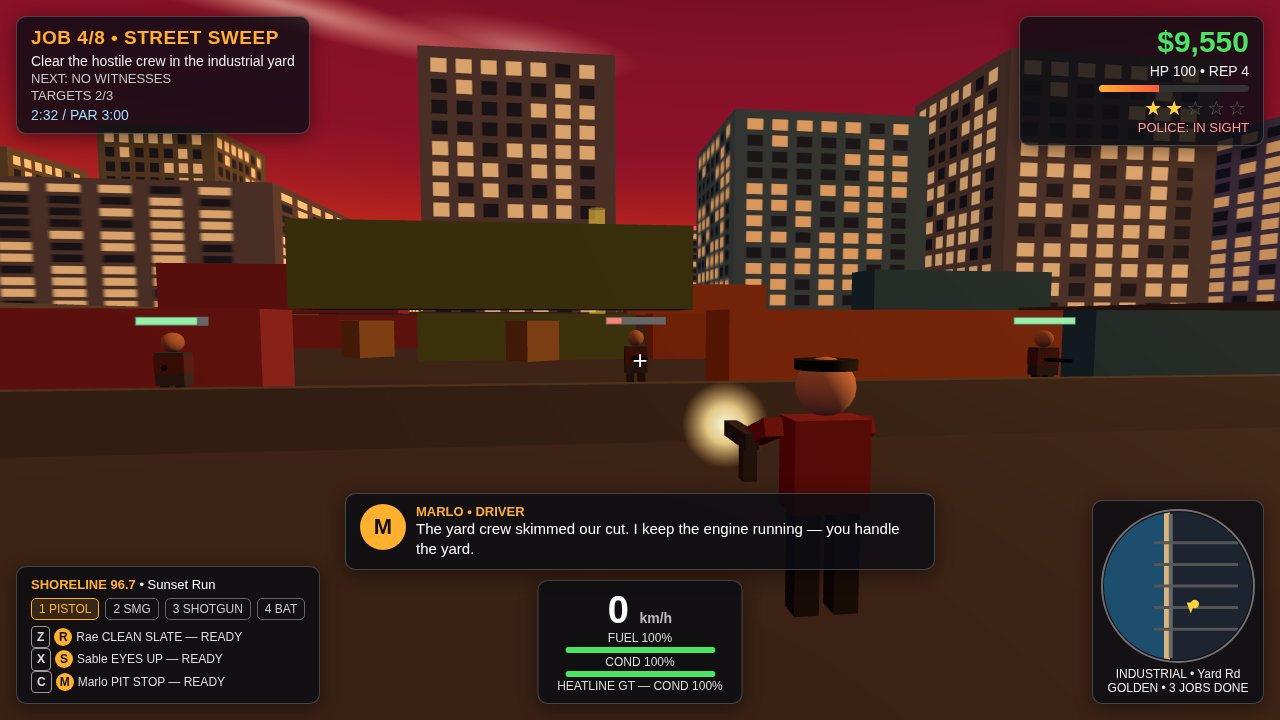 JOB 4/8 • STREET SWEEP
Clear the hostile crew in the industrial yard
NEXT: NO WITNESSES
TARGETS 2/3
2:32 / PAR 3:00
$9,550
HP 100 • REP 4
POLICE: IN SIGHT
M
MARLO • DRIVER
The yard crew skimmed our cut. I keep the engine running — you handle
the yard.
SHORELINE 96.7 • Sunset Run
1 PISTOL 2 SMG 3 SHOTGUN 4 BAT
Z R Rae CLEAN SLATE — READY
X S Sable EYES UP — READY
C M Marlo PIT STOP — READY
0 km/h
FUEL 100%
COND 100%
HEATLINE GT — COND 100%
INDUSTRIAL • Yard Rd
GOLDEN • 3 JOBS DONE